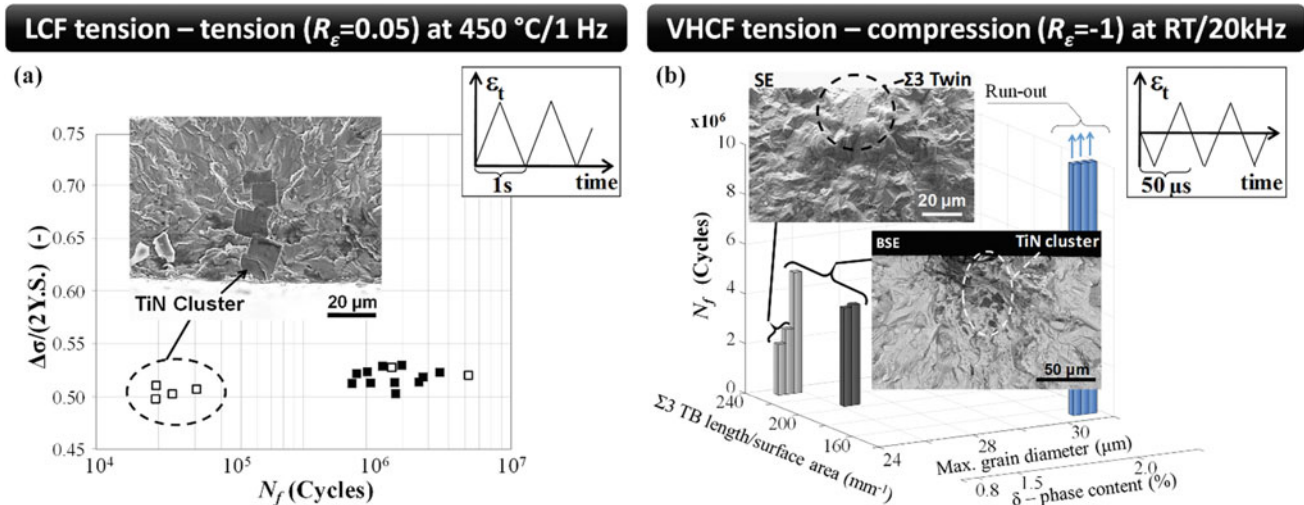 LCF tension – tension (Rε=0.05) at 450 °C/1 Hz
VHCF tension – compression (Rε=-1) at RT/20kHz
(a)
εt
1s
time
0.75
0.70
0.65
0.60
0.55
0.50
0.45
Δσ/(2Y.S.) (-)
TiN Cluster
20 µm
10⁴
10⁵
10⁶
10⁷
Nf (Cycles)
(b)
SE
Σ3 Twin
20 µm
Run-out
εt
50 µs
time
x10⁶
10
8
6
4
2
0
Nf (Cycles)
BSE
TiN cluster
50 µm
240
200
160
Σ3 TB length/surface area (mm⁻¹)
24
28
30
Max. grain diameter (µm)
0.8
1.5
2.0
δ – phase content (%)